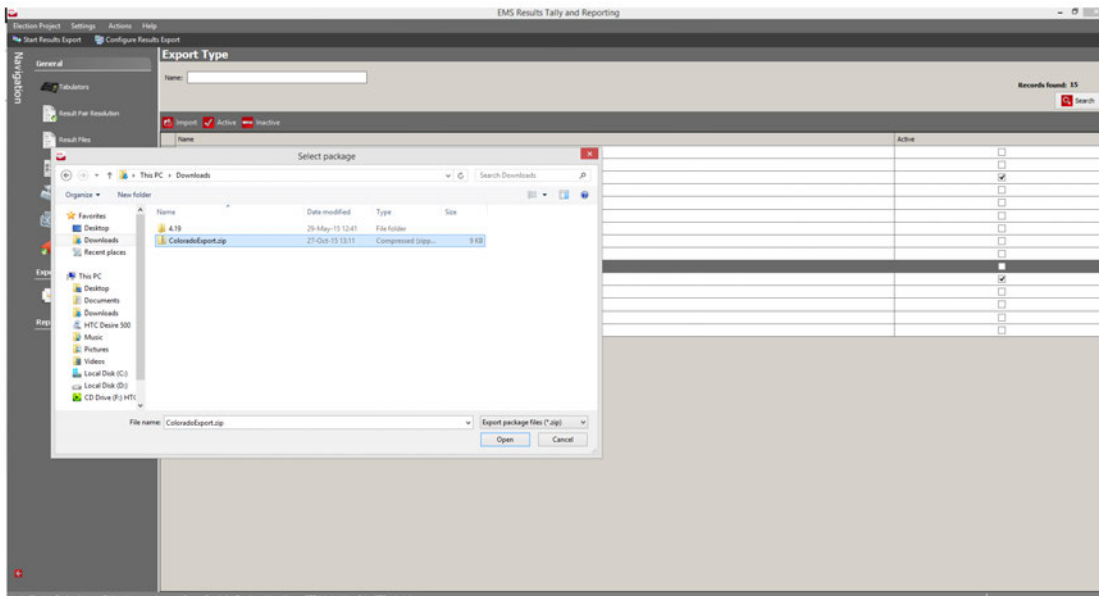 EMS Results Tally and Reporting
Election Project Settings Actions Help
Start Results Export Configure Results Export
Navigation
General
Tabulators
Result Pair Resolution
Result Files
Export Type
Name:
Records found: 15
Search
Import Active Inactive
Name Active
Select package
This PC Downloads
Search Downloads
Organize New folder
Name Date modified Type Size
4.19 29-May-15 12:41 File folder
ColoradoExport.zip 27-Oct-15 13:11 Compressed (zipp... 9 KB
Favorites
Desktop
Downloads
Recent places
This PC
Desktop
Documents
Downloads
HTC Desire 500
Music
Pictures
Videos
Local Disk (C:)
Local Disk (D:)
CD Drive (F:) HTC
File name: ColoradoExport.zip
Export package files (*.zip)
Open Cancel
Expo
Rep